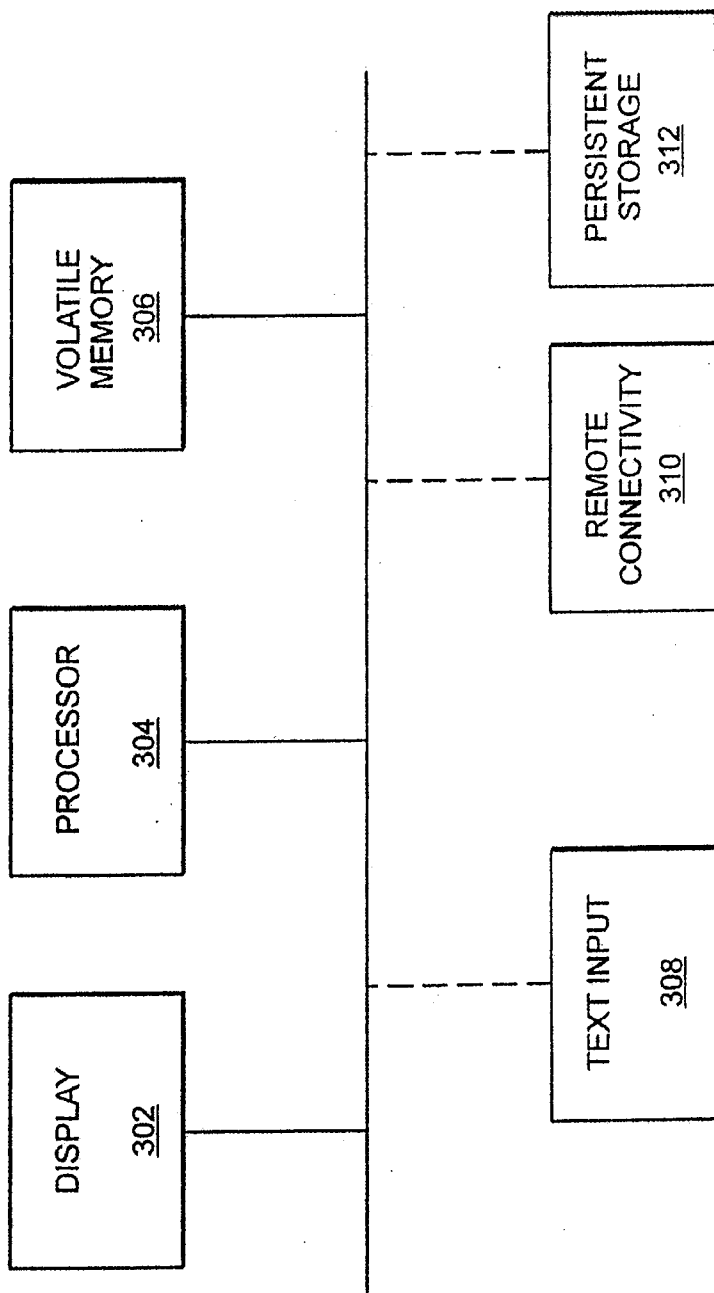 DISPLAY
302
PROCESSOR
304
VOLATILE
MEMORY
306
TEXT INPUT
308
REMOTE
CONNECTIVITY
310
PERSISTENT
STORAGE
312